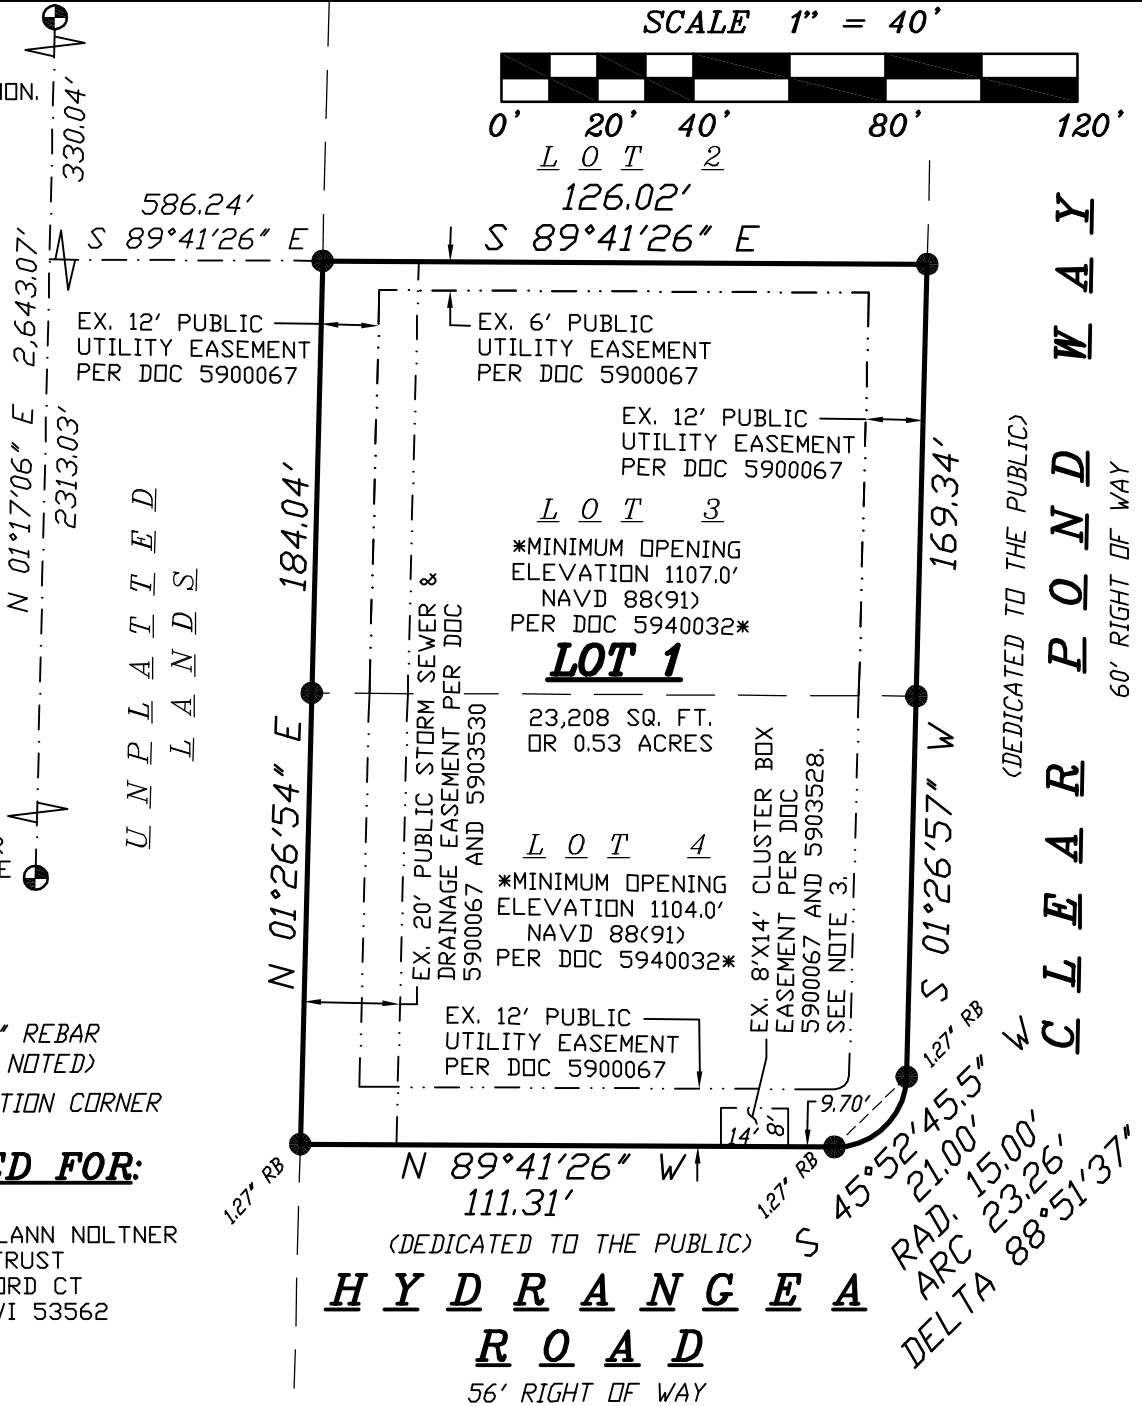 SCALE 1" = 40'
0' 20' 40' 80' 120'
ION.
330.04'
L O T 2
126.02'
S 89°41'26" E
586.24'
S 89°41'26" E
N 01°17'06" E 2,643.07'
2313.03'
EX. 12' PUBLIC
UTILITY EASEMENT
PER DOC 5900067
EX. 6' PUBLIC
UTILITY EASEMENT
PER DOC 5900067
EX. 12' PUBLIC
UTILITY EASEMENT
PER DOC 5900067
UNPLATTED
LANDS
184.04'
N 01°26'54" E
169.34'
S 01°26'57" W
L O T 3
*MINIMUM OPENING
ELEVATION 1107.0'
NAVD 88(91)
PER DOC 5940032*
LOT 1
23,208 SQ. FT.
OR 0.53 ACRES
EX. 20' PUBLIC STORM SEWER &
DRAINAGE EASEMENT PER DOC
5900067 AND 5903530
L O T 4
*MINIMUM OPENING
ELEVATION 1104.0'
NAVD 88(91)
PER DOC 5940032*
EX. 8'X14' CLUSTER BOX
EASEMENT PER DOC
5900067 AND 5903528.
SEE NOTE 3.
EX. 12' PUBLIC
UTILITY EASEMENT
PER DOC 5900067
14'
8'
9.70'
1.27" RB
1.27" RB
1.27" RB
N 89°41'26" W
111.31'
S 45°52'45.5" W
21.00'
RAD. 15.00'
ARC 23.26'
DELTA 88°51'37"
(DEDICATED TO THE PUBLIC)
HYDRANGEA
ROAD
56' RIGHT OF WAY
(DEDICATED TO THE PUBLIC)
CLEAR POND WAY
60' RIGHT OF WAY
E
" REBAR
NOTED)
TION CORNER
ED FOR:
LANN NOLTNER
TRUST
ORD CT
WI 53562